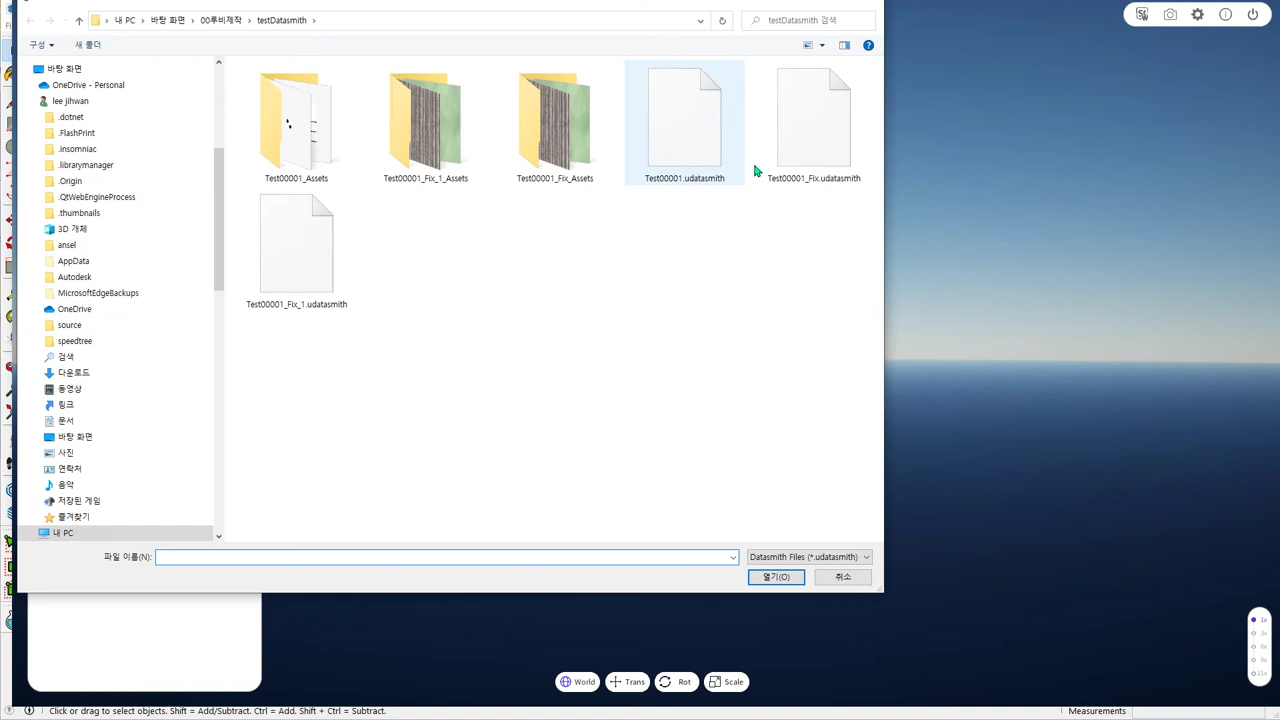 내 PC › 바탕 화면 › 00루비제작 › testDatasmith ›
testDatasmith 검색
구성 새 폴더
바탕 화면
OneDrive - Personal
lee jihwan
.dotnet
.FlashPrint
.insomniac
.librarymanager
.Origin
.QtWebEngineProcess
.thumbnails
3D 개체
ansel
AppData
Autodesk
MicrosoftEdgeBackups
OneDrive
source
speedtree
검색
다운로드
동영상
링크
문서
바탕 화면
사진
연락처
음악
저장된 게임
즐겨찾기
내 PC
Test00001_Assets
Test00001_Fix_1_Assets
Test00001_Fix_Assets
Test00001.udatasmith
Test00001_Fix.udatasmith
Test00001_Fix_1.udatasmith
파일 이름(N):
Datasmith Files (*.udatasmith)
열기(O)
취소
1x
3x
6x
9x
21x
World
Trans
Rot
Scale
Click or drag to select objects. Shift = Add/Subtract. Ctrl = Add. Shift + Ctrl = Subtract.
Measurements